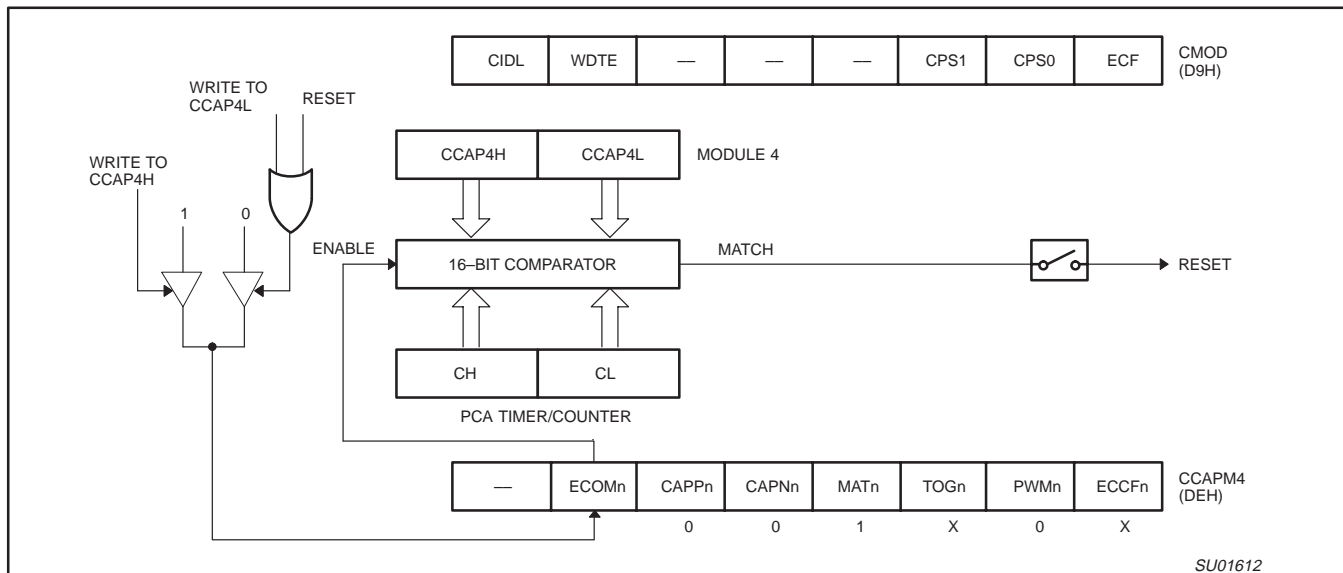 CIDL WDTE –– –– –– CPS1 CPS0 ECF
CMOD
(D9H)
WRITE TO
CCAP4L
RESET
WRITE TO
CCAP4H
CCAP4H CCAP4L
MODULE 4
1 0
ENABLE
16–BIT COMPARATOR
MATCH
RESET
CH CL
PCA TIMER/COUNTER
–– ECOMn CAPPn CAPNn MATn TOGn PWMn ECCFn
CCAPM4
(DEH)
0 0 1 X 0 X
SU01612